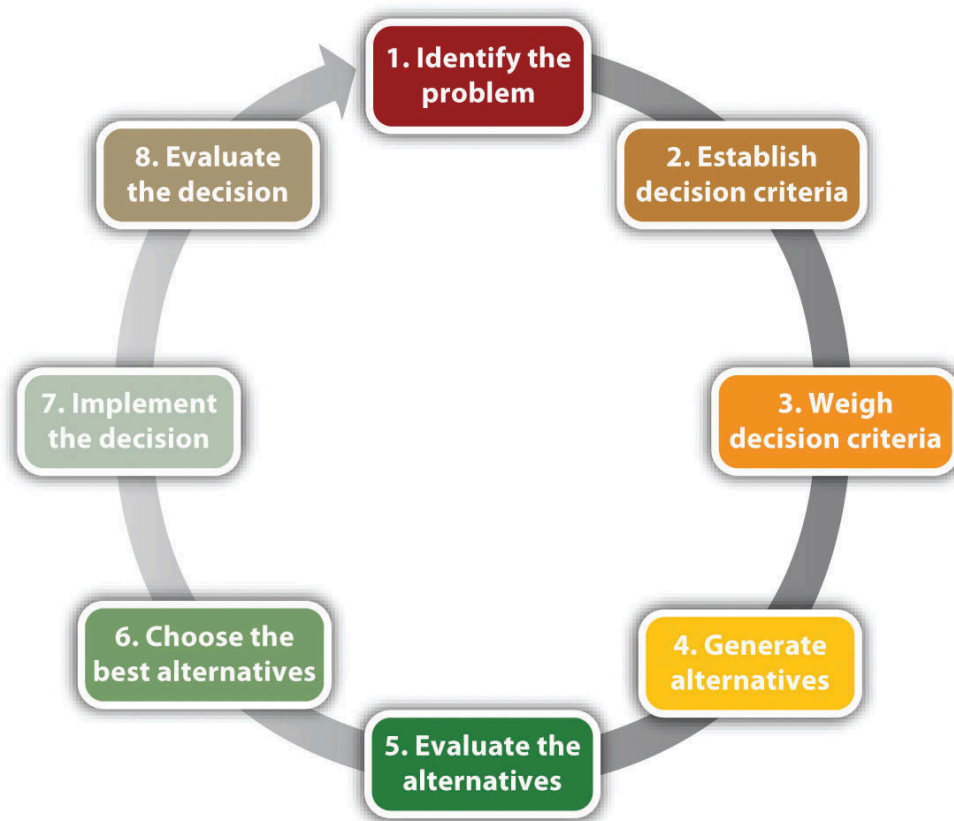 1. Identify the
problem
2. Establish
decision criteria
3. Weigh
decision criteria
4. Generate
alternatives
5. Evaluate the
alternatives
6. Choose the
best alternatives
7. Implement
the decision
8. Evaluate
the decision